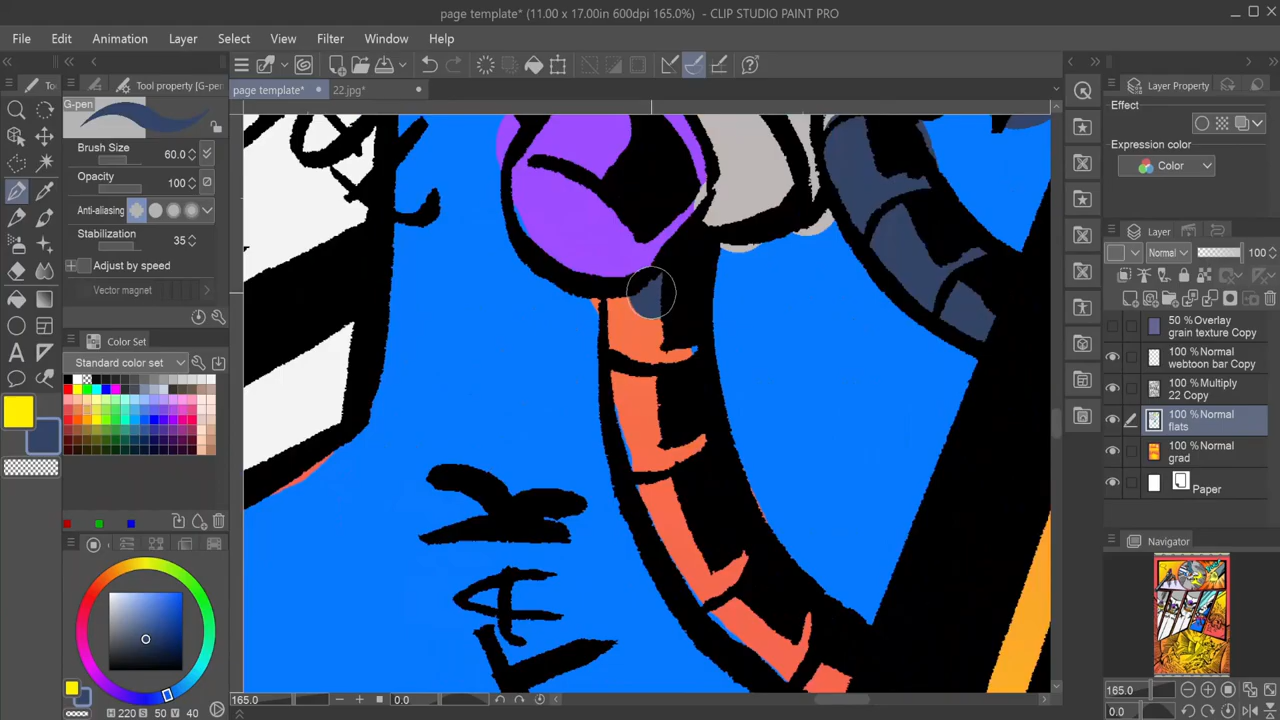 page template* (11.00 x 17.00in 600dpi 165.0%) - CLIP STUDIO PAINT PRO
File Edit Animation Layer Select View Filter Window Help
page template* 22.jpg*
Tool property [G-pen]
G-pen
Brush Size 60.0
Opacity 100
Anti-aliasing
Stabilization 35
Adjust by speed
Vector magnet
Color Set
Standard color set
H 220 S 50 V 40
165.0 0.0
Layer Property
Effect
Expression color
Color
Layer
Normal 100
50 % Overlay
grain texture Copy
100 % Normal
webtoon bar Copy
100 % Multiply
22 Copy
100 % Normal
flats
100 % Normal
grad
Paper
Navigator
165.0
0.0